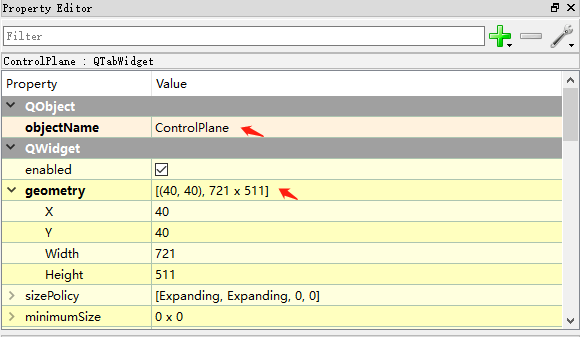 Property Editor
Filter
ControlPlane : QTabWidget
Property Value
QObject
objectName ControlPlane
QWidget
enabled
geometry [(40, 40), 721 x 511]
X 40
Y 40
Width 721
Height 511
sizePolicy [Expanding, Expanding, 0, 0]
minimumSize 0 x 0